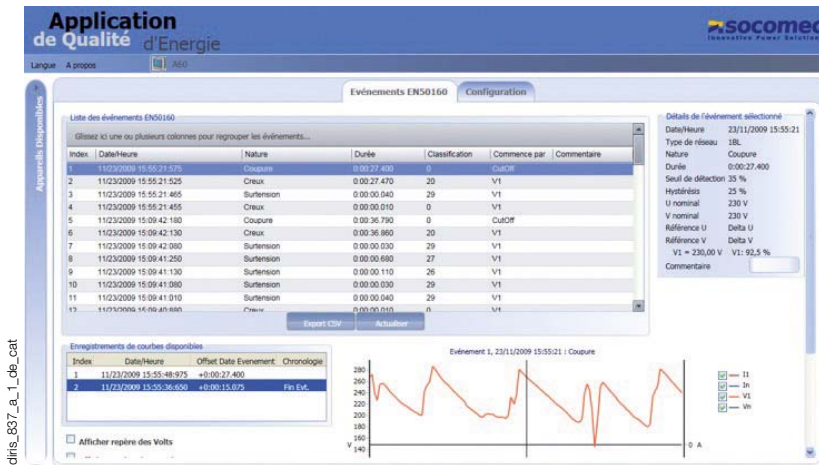 Application
de Qualité d'Energie
socomec
Innovative Power Solutions
Langue A propos A60
Appareils Disponibles
Evénements EN50160 Configuration
Liste des événements EN50160
Glissez ici une ou plusieurs colonnes pour regrouper les événements...
Index Date/Heure Nature Durée Classification Commence par Commentaire
1 11/23/2009 15:55:21:575 Coupure 0:00:27.400 0 CutOff
2 11/23/2009 15:55:21:525 Creux 0:00:27.470 20 V1
3 11/23/2009 15:55:21:465 Surtension 0:00:00.040 29 V1
4 11/23/2009 15:55:21:455 Creux 0:00:00.010 0 V1
5 11/23/2009 15:09:42:180 Coupure 0:00:36.790 0 CutOff
6 11/23/2009 15:09:42:130 Creux 0:00:36.860 20 V1
7 11/23/2009 15:09:42:080 Surtension 0:00:00.030 29 V1
8 11/23/2009 15:09:41:250 Surtension 0:00:00.680 27 V1
9 11/23/2009 15:09:41:130 Surtension 0:00:00.110 26 V1
10 11/23/2009 15:09:41:080 Surtension 0:00:00.030 29 V1
11 11/23/2009 15:09:41:010 Surtension 0:00:00.040 29 V1
12 11/23/2009 15:09:40:880 Creux 0:00:00.010 0 V1
Export CSV Actualiser
Détails de l'événement sélectionné
Date/Heure 23/11/2009 15:55:21
Type de réseau 1BL
Nature Coupure
Durée 0:00:27.400
Seuil de détection 35 %
Hystérésis 25 %
U nominal 230 V
V nominal 230 V
Référence U Delta U
Référence V Delta V
V1 = 230,00 V V1: 92,5 %
Commentaire
Enregistrements de courbes disponibles
Index Date/Heure Offset Date Evenement Chronologie
1 11/23/2009 15:55:48:975 +0:00:27.400
2 11/23/2009 15:55:36:650 +0:00:15.075 Fin Evt.
Afficher repère des Volts
Evénement 1, 23/11/2009 15:55:21 : Coupure
280
260
240
220
200
180
160
140
V
0 A
I1
In
V1
Vn
diris_837_a_1_de_cat